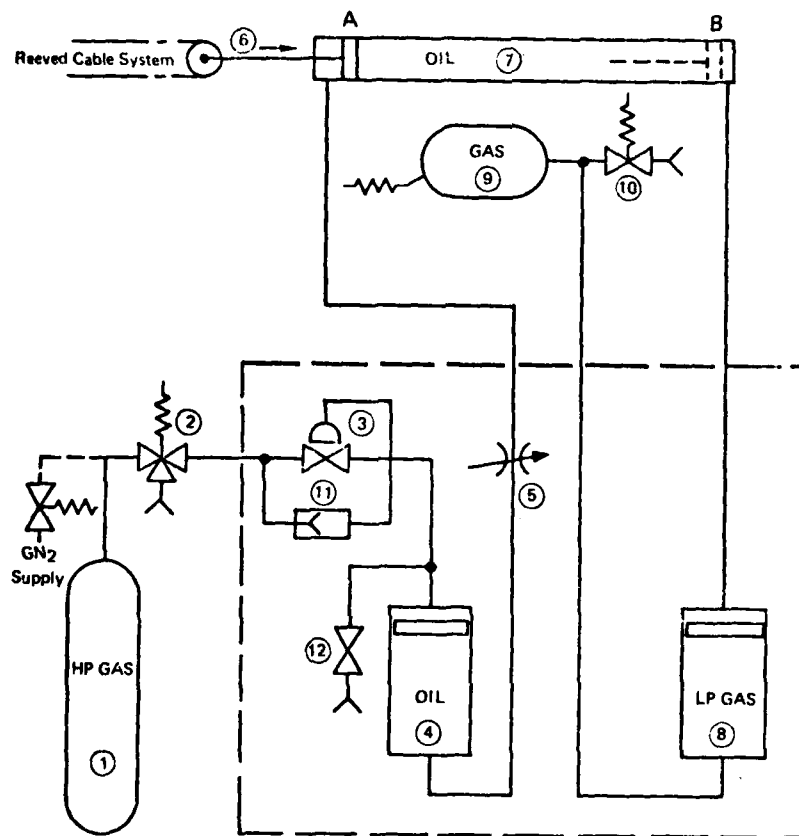 A
B
6
Reeved Cable System
OIL 7
GAS
9
10
2
3
11
5
GN2
Supply
HP GAS
1
12
OIL
4
LP GAS
8